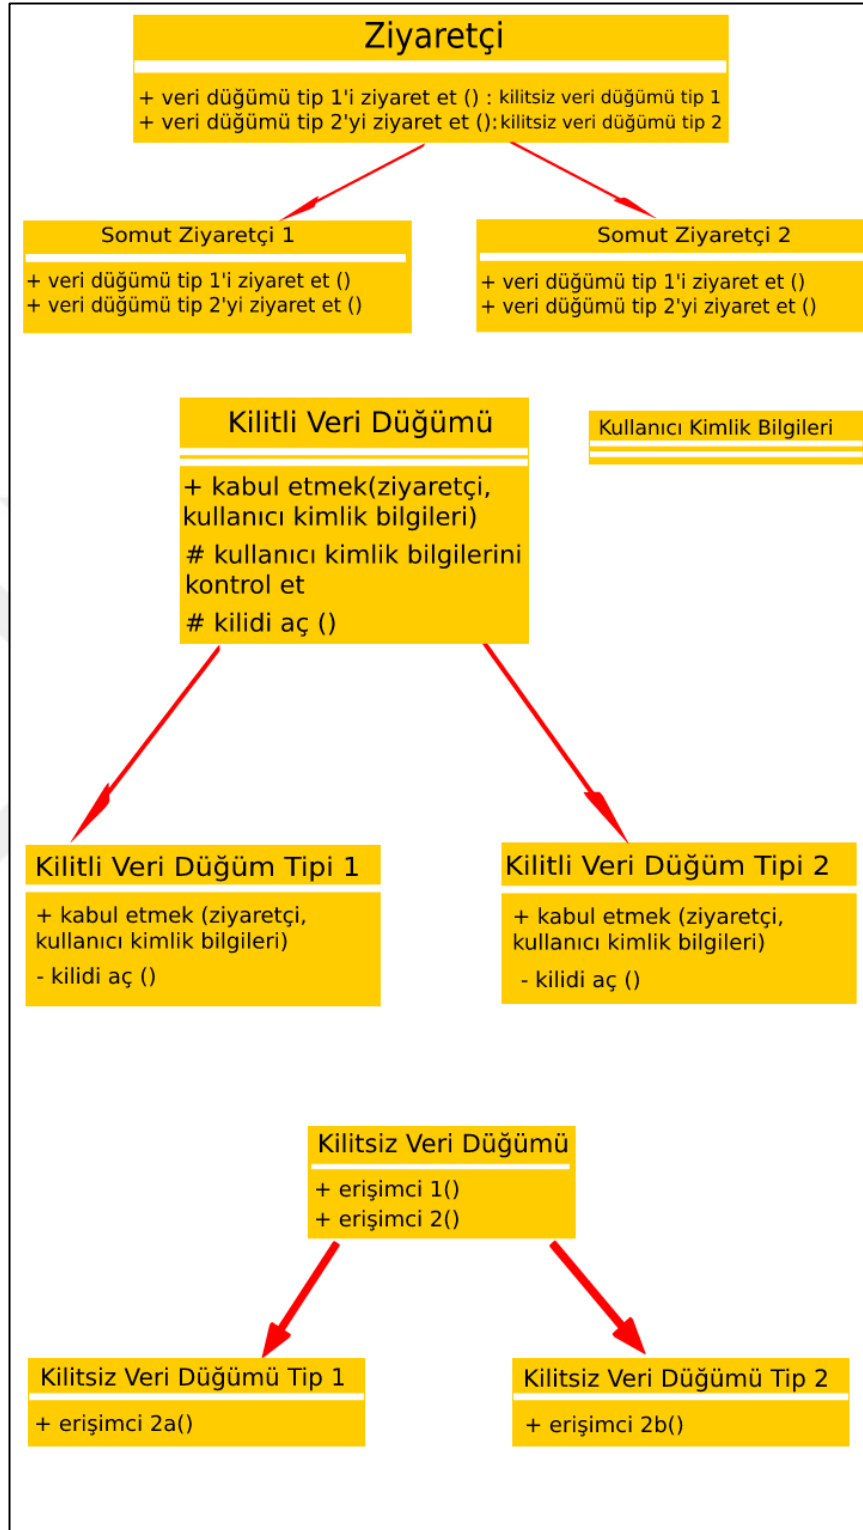 Ziyaretçi
+ veri düğümü tip 1'i ziyaret et () : kilitsiz veri düğümü tip 1
+ veri düğümü tip 2'yi ziyaret et (): kilitsiz veri düğümü tip 2
Somut Ziyaretçi 1
+ veri düğümü tip 1'i ziyaret et ()
+ veri düğümü tip 2'yi ziyaret et ()
Somut Ziyaretçi 2
+ veri düğümü tip 1'i ziyaret et ()
+ veri düğümü tip 2'yi ziyaret et ()
Kilitli Veri Düğümü
+ kabul etmek(ziyaretçi,
kullanıcı kimlik bilgileri)
# kullanıcı kimlik bilgilerini
kontrol et
# kilidi aç ()
Kullanıcı Kimlik Bilgileri
Kilitli Veri Düğüm Tipi 1
+ kabul etmek (ziyaretçi,
kullanıcı kimlik bilgileri)
- kilidi aç ()
Kilitli Veri Düğüm Tipi 2
+ kabul etmek (ziyaretçi,
kullanıcı kimlik bilgileri)
- kilidi aç ()
Kilitsiz Veri Düğümü
+ erişimci 1()
+ erişimci 2()
Kilitsiz Veri Düğümü Tip 1
+ erişimci 2a()
Kilitsiz Veri Düğümü Tip 2
+ erişimci 2b()